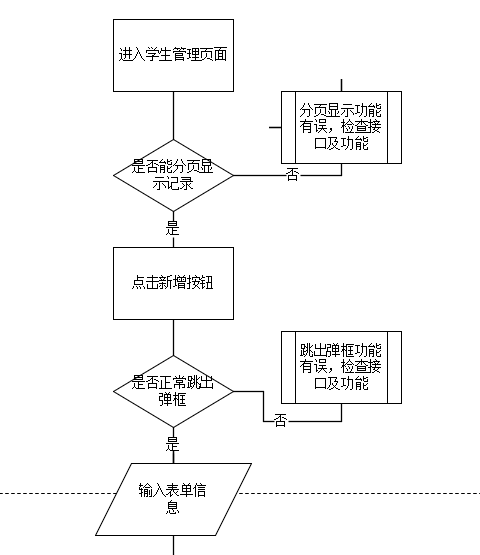 进入学生管理页面
分页显示功能
有误，检查接
口及功能
是否能分页显
示记录
否
是
点击新增按钮
跳出弹框功能
有误，检查接
口及功能
是否正常跳出
弹框
否
是
输入表单信
息